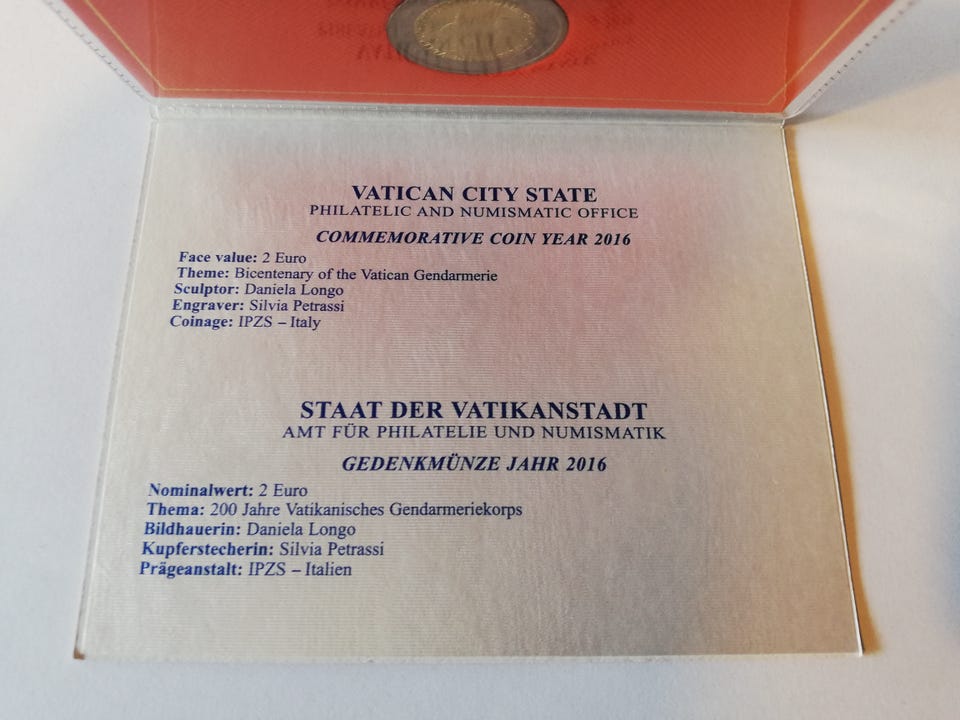 VATICAN CITY STATE
PHILATELIC AND NUMISMATIC OFFICE
COMMEMORATIVE COIN YEAR 2016
Face value: 2 Euro
Theme: Bicentenary of the Vatican Gendarmerie
Sculptor: Daniela Longo
Engraver: Silvia Petrassi
Coinage: IPZS – Italy
STAAT DER VATIKANSTADT
AMT FÜR PHILATELIE UND NUMISMATIK
GEDENKMÜNZE JAHR 2016
Nominalwert: 2 Euro
Thema: 200 Jahre Vatikanisches Gendarmeriekorps
Bildhauerin: Daniela Longo
Kupferstecherin: Silvia Petrassi
Prägeanstalt: IPZS – Italien